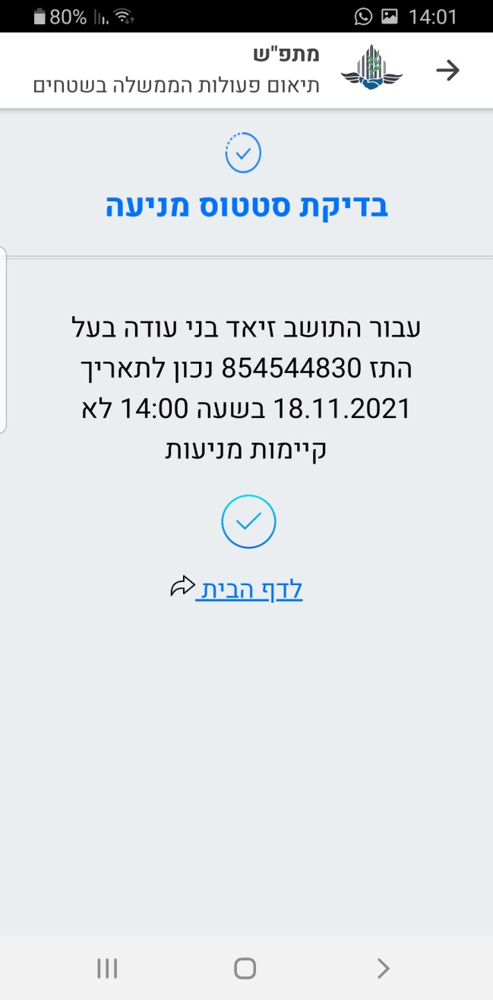 80%
14:01
מתפ"ש
תיאום פעולות הממשלה בשטחים
בדיקת סטטוס מניעה
עבור התושב זיאד בני עודה בעל
התז 854544830 נכון לתאריך
18.11.2021 בשעה 14:00 לא
קיימות מניעות
לדף הבית